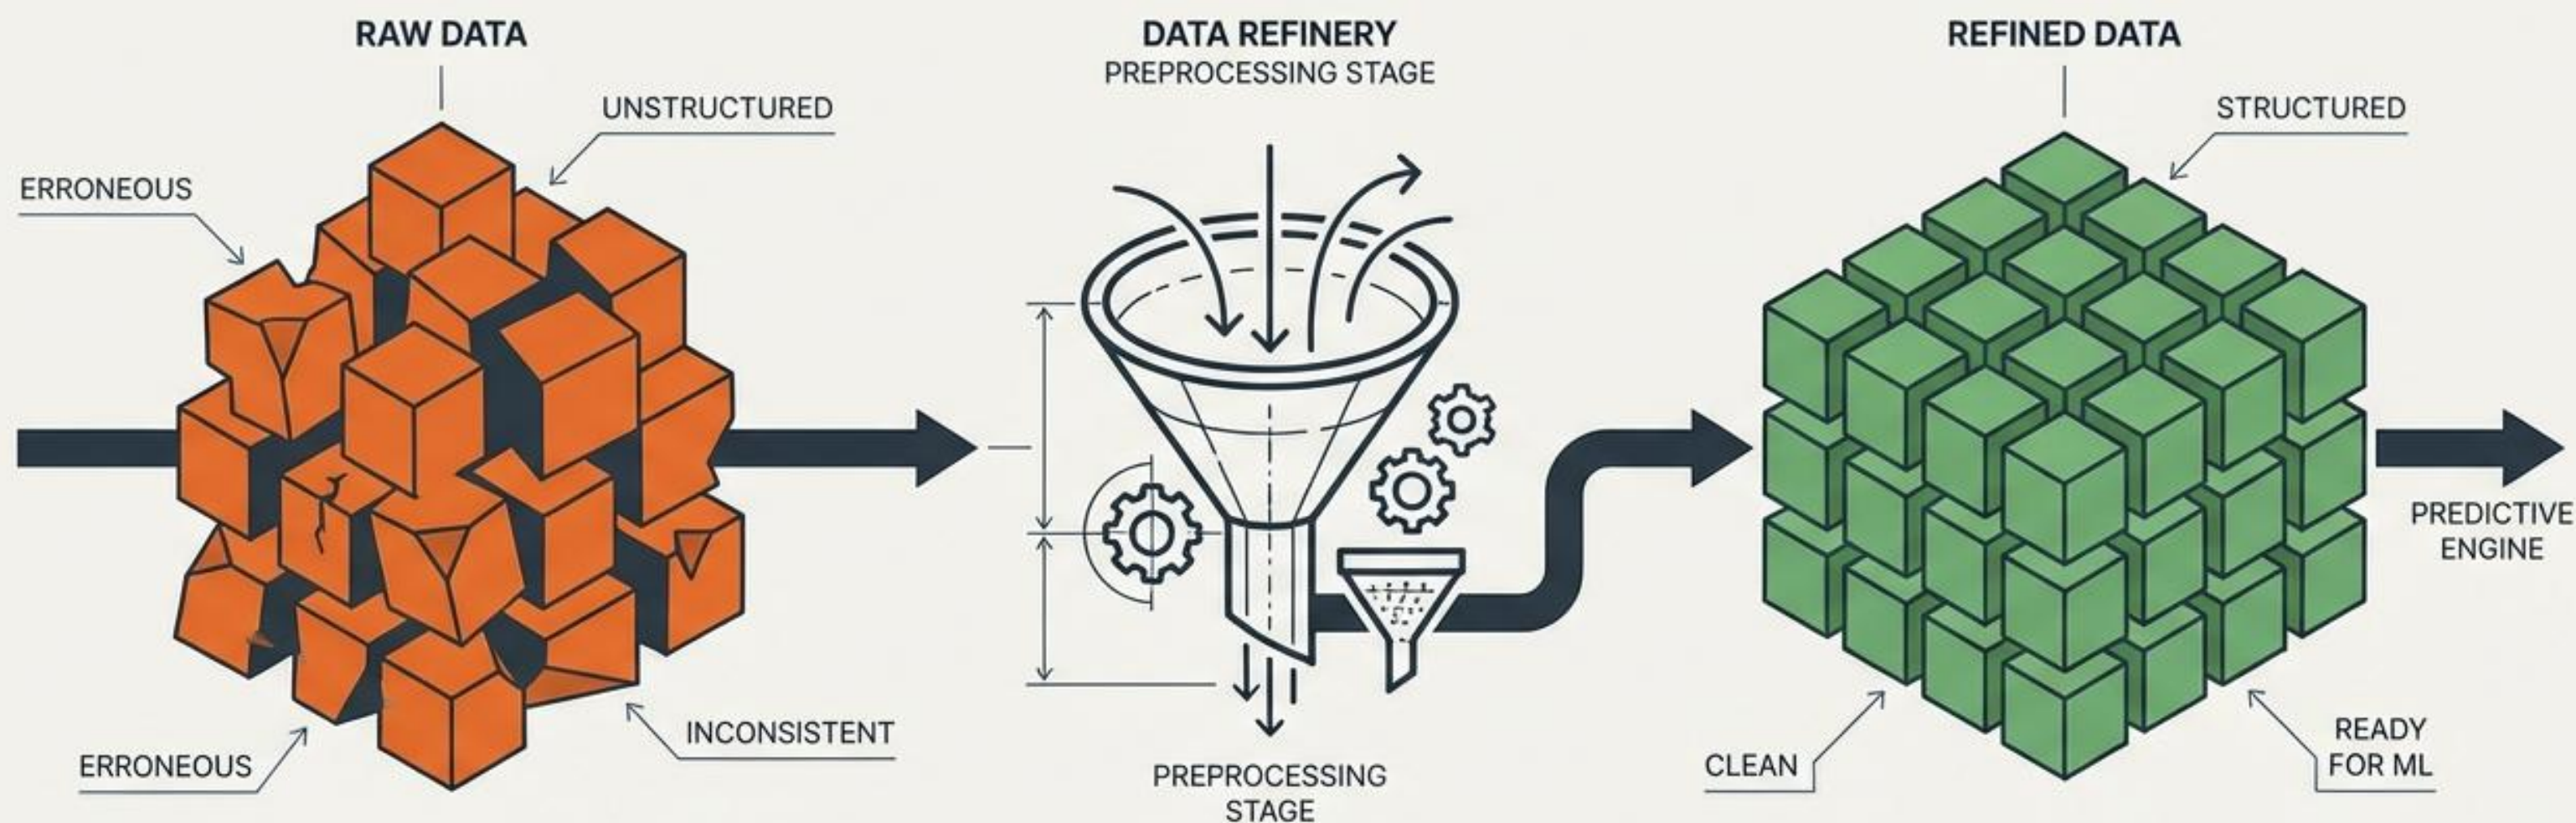 RAW DATA
UNSTRUCTURED
ERRONEOUS
ERRONEOUS
INCONSISTENT
DATA REFINERY
PREPROCESSING STAGE
PREPROCESSING
STAGE
REFINED DATA
STRUCTURED
CLEAN
READY
FOR ML
PREDICTIVE
ENGINE